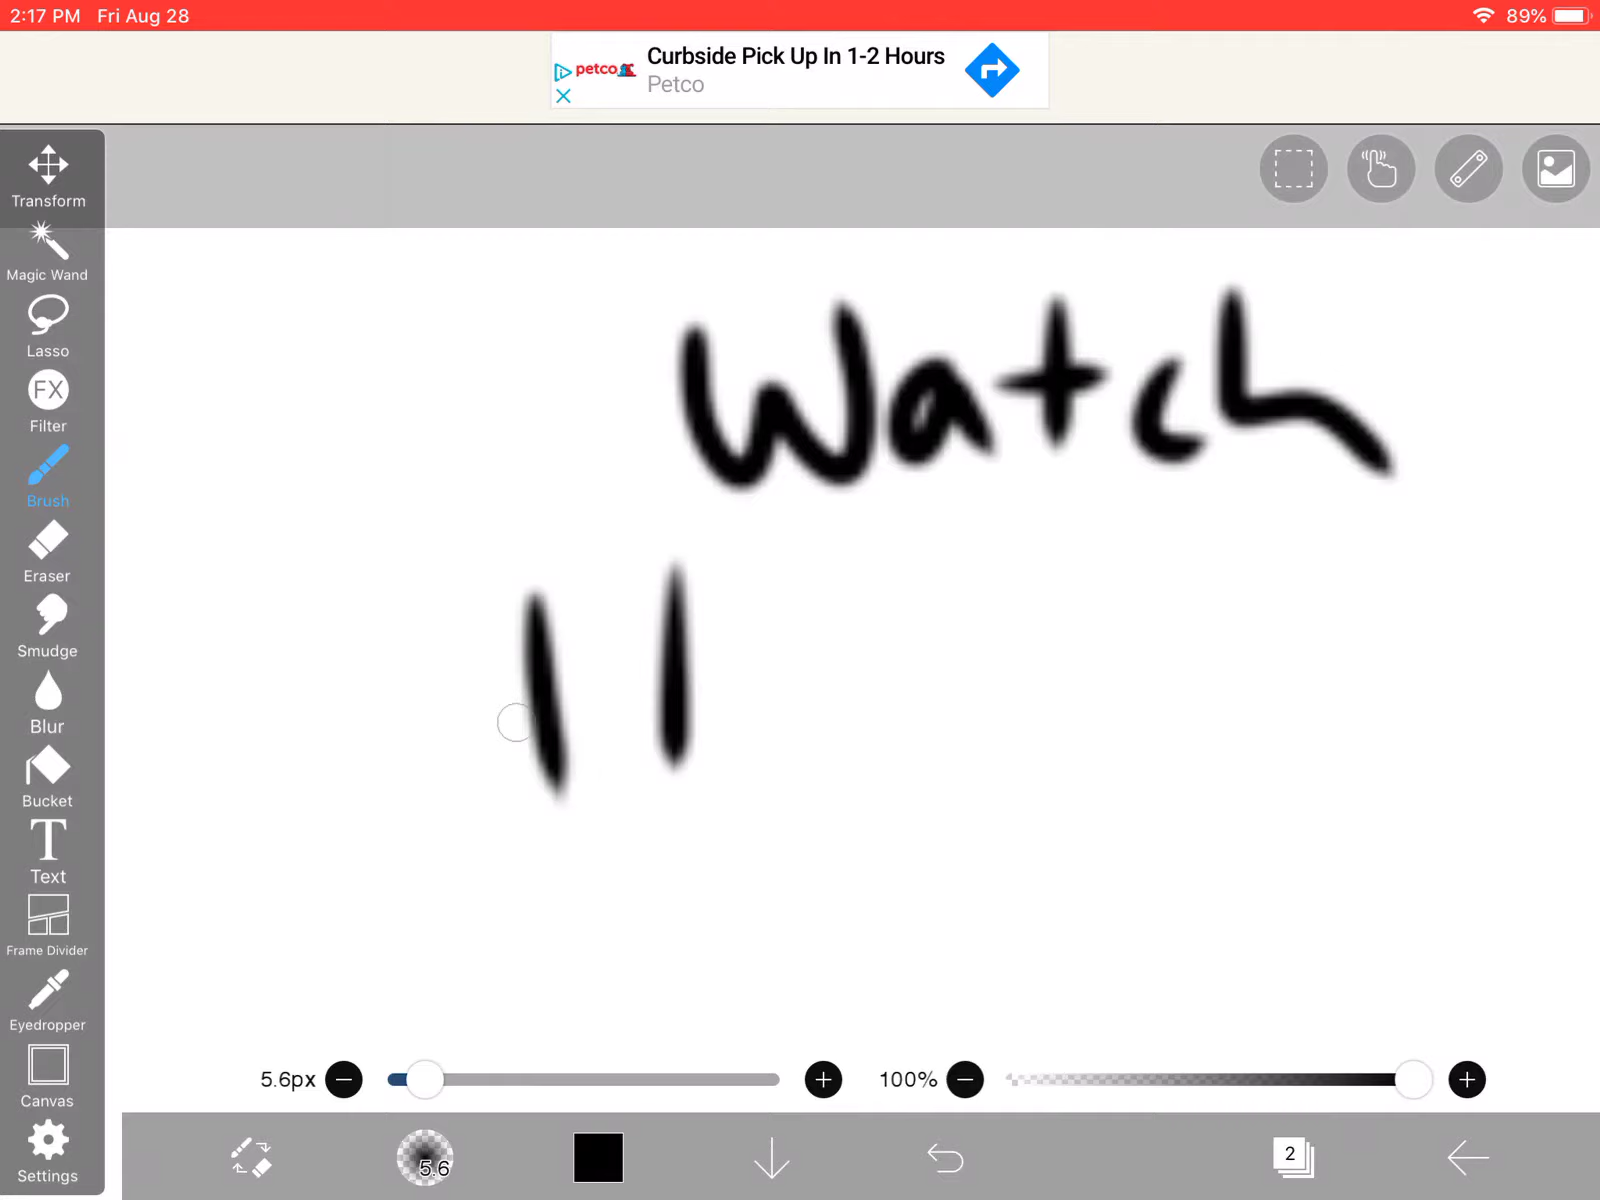 2:17 PM Fri Aug 28 89%
Curbside Pick Up In 1-2 Hours
petco
Petco
Transform
Magic Wand
Lasso
FX
Filter
Brush
Eraser
Smudge
Blur
Bucket
T
Text
Frame Divider
Eyedropper
Canvas
Settings
Watch
5.6px 100%
5.6
2